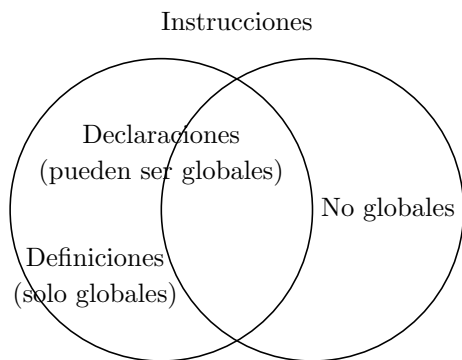 Instrucciones
Declaraciones
(pueden ser globales)
No globales
Definiciones
(solo globales)